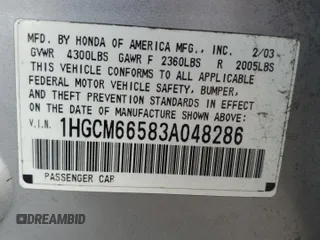 MFD. BY HONDA OF AMERICA MFG., INC. 2/03
GVWR 4300LBS GAWR F 2360LBS R 2005LBS
THIS VEHICLE CONFORMS TO ALL APPLICABLE
FEDERAL MOTOR VEHICLE SAFETY, BUMPER,
AND THEFT PREVENTION STANDARDS IN EFFECT
ON THE DATE OF MANUFACTURE SHOWN ABOVE.
V.I.N. 1HGCM66583A048286
PASSENGER CAR
DREAMBID